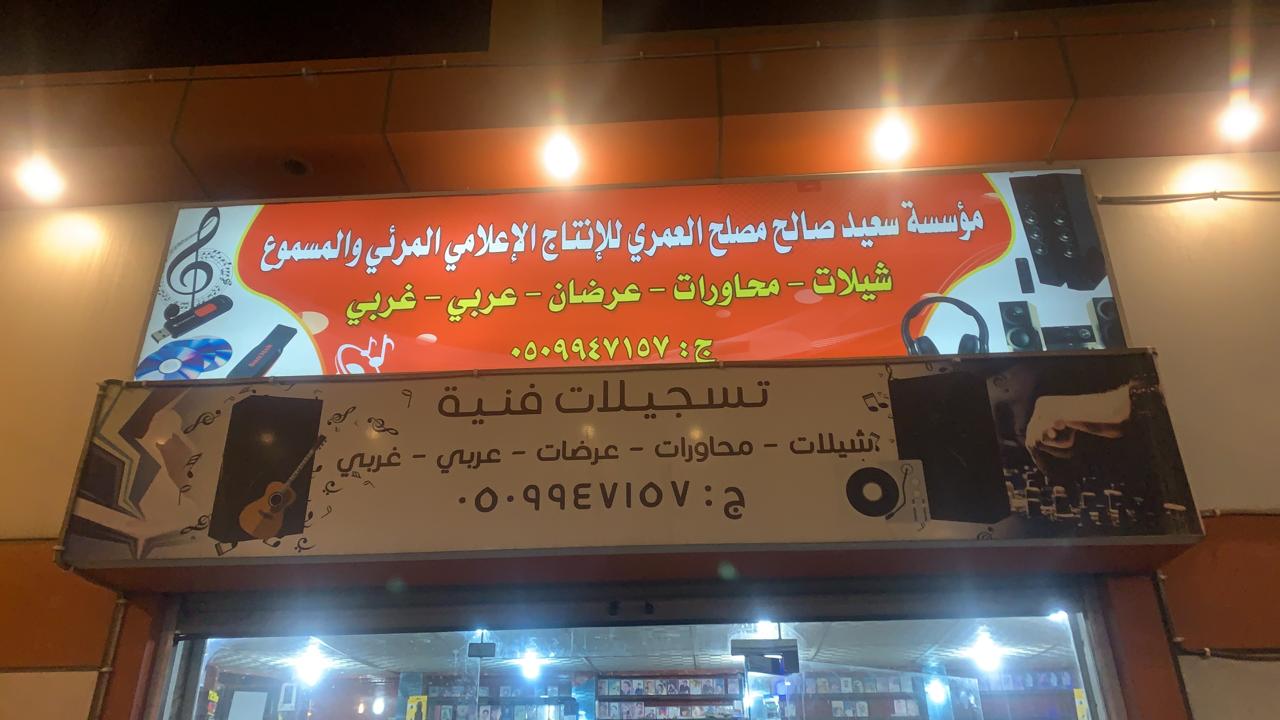 مؤسسة سعيد صالح مصلح العمري للإنتاج الإعلامي المرئي والمسموع
شيلات - محاورات - عرضان - عربي - غربي
ج: ٠٥٠٩٩٤٧١٥٧
تسجيلات فنية
شيلات - محاورات - عرضات - عربي - غربي
ج: ٠٥٠٩٩٤٧١٥٧